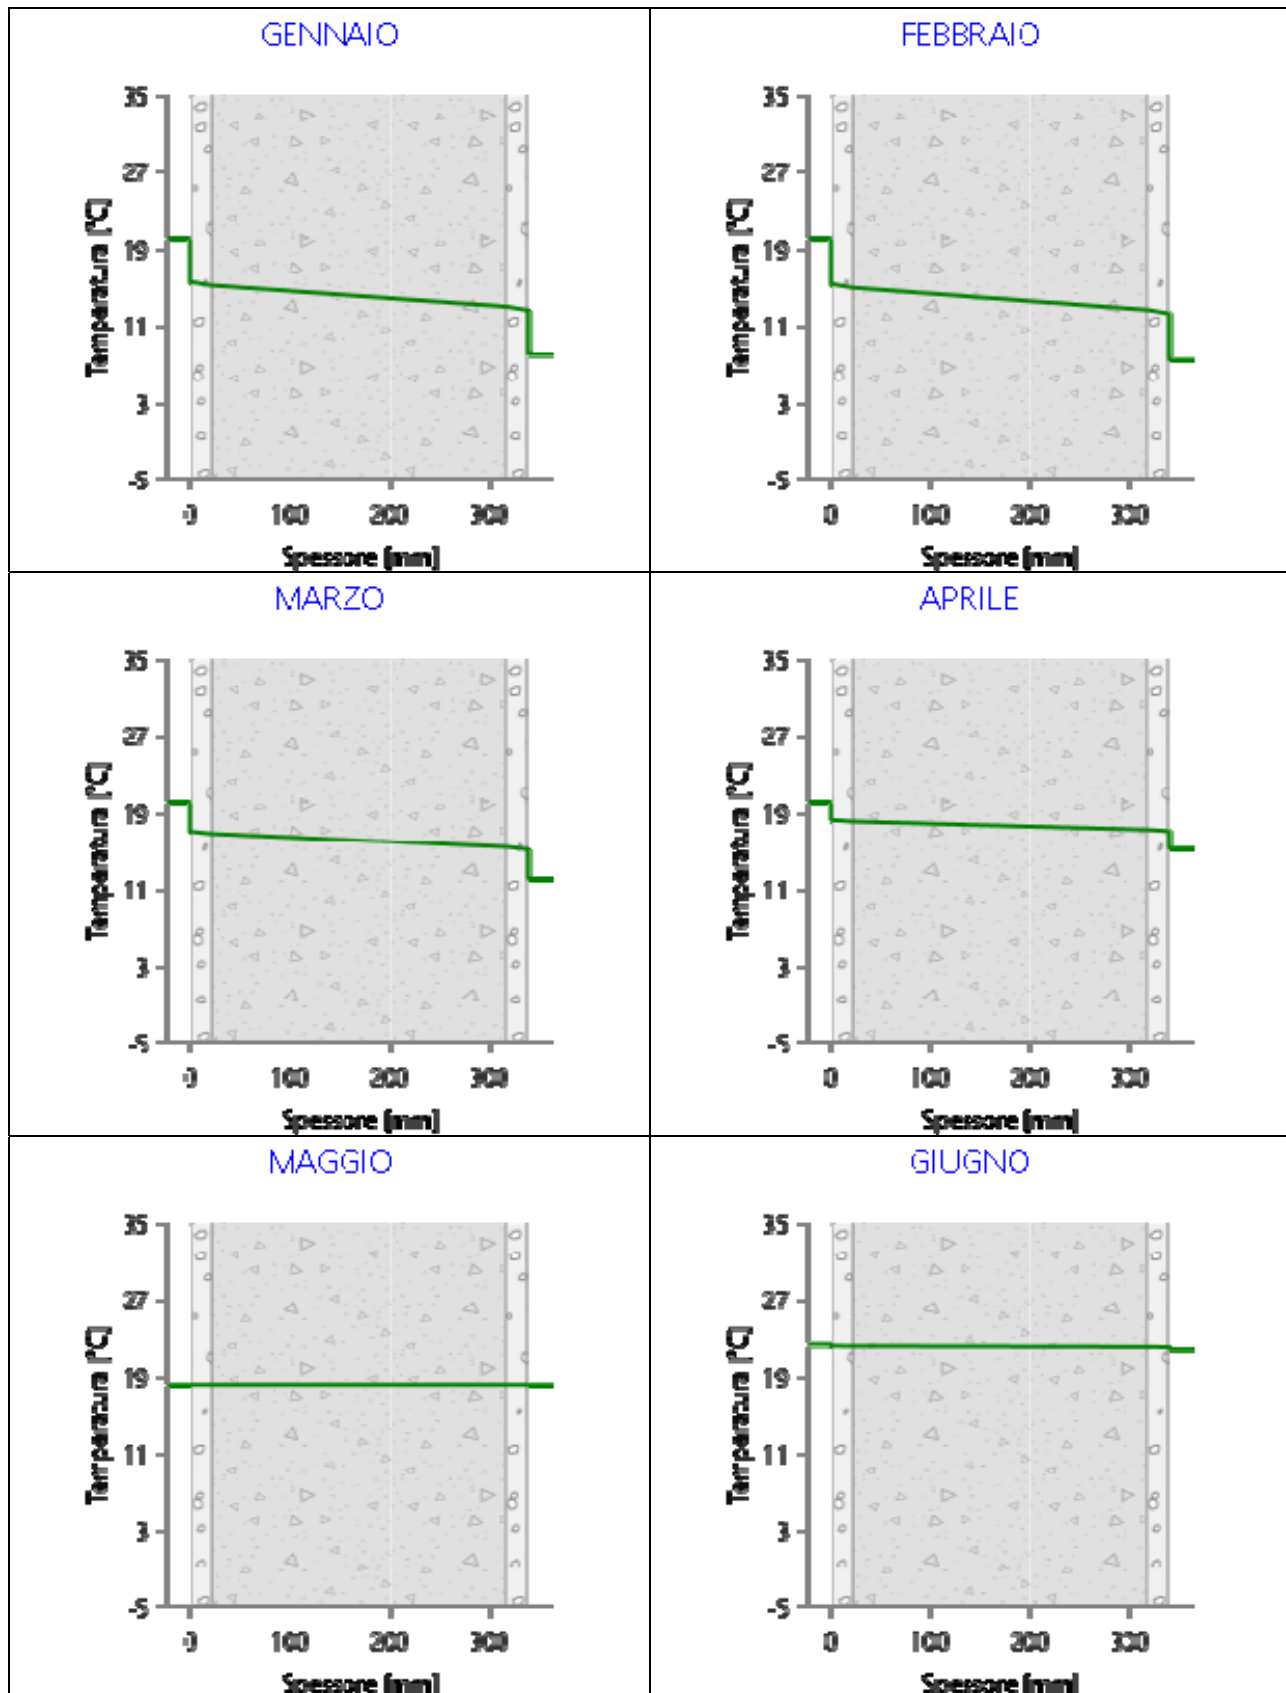 GENNAIO
35
27
19
11
3
-5
Temperatura [°C]
0 100 200 300
Spessore [mm]
FEBBRAIO
35
27
19
11
3
-5
Temperatura [°C]
0 100 200 300
Spessore [mm]
MARZO
35
27
19
11
3
-5
Temperatura [°C]
0 100 200 300
Spessore [mm]
APRILE
35
27
19
11
3
-5
Temperatura [°C]
0 100 200 300
Spessore [mm]
MAGGIO
35
27
19
11
3
-5
Temperatura [°C]
0 100 200 300
Spessore [mm]
GIUGNO
35
27
19
11
3
-5
Temperatura [°C]
0 100 200 300
Spessore [mm]